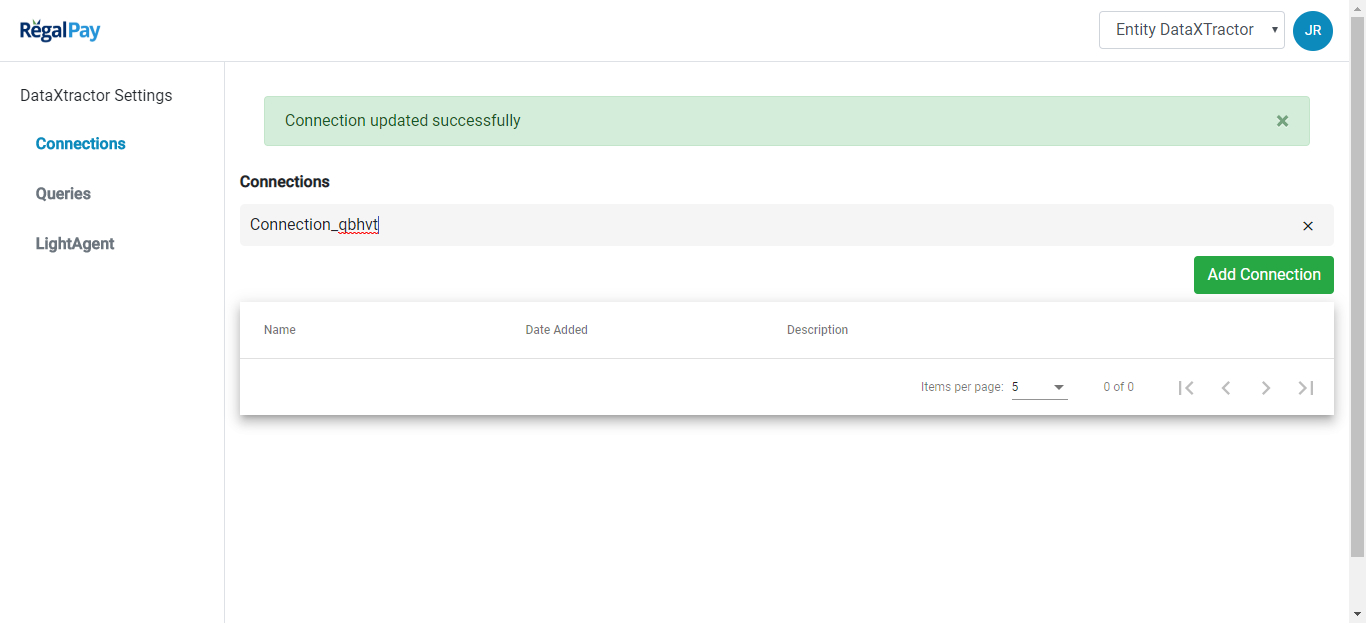 RegalPay
Entity DataXTractor
JR
DataXtractor Settings
Connections
Queries
LightAgent
Connection updated successfully
×
Connections
Connection_qbhvt
×
Add Connection
Name Date Added Description
Items per page: 5 0 of 0